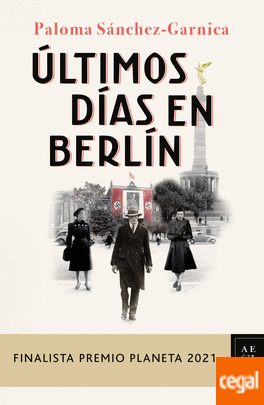 Paloma Sánchez-Garnica
ÚLTIMOS
DÍAS EN
BERLÍN
FINALISTA PREMIO PLANETA 2021
A E
cegal